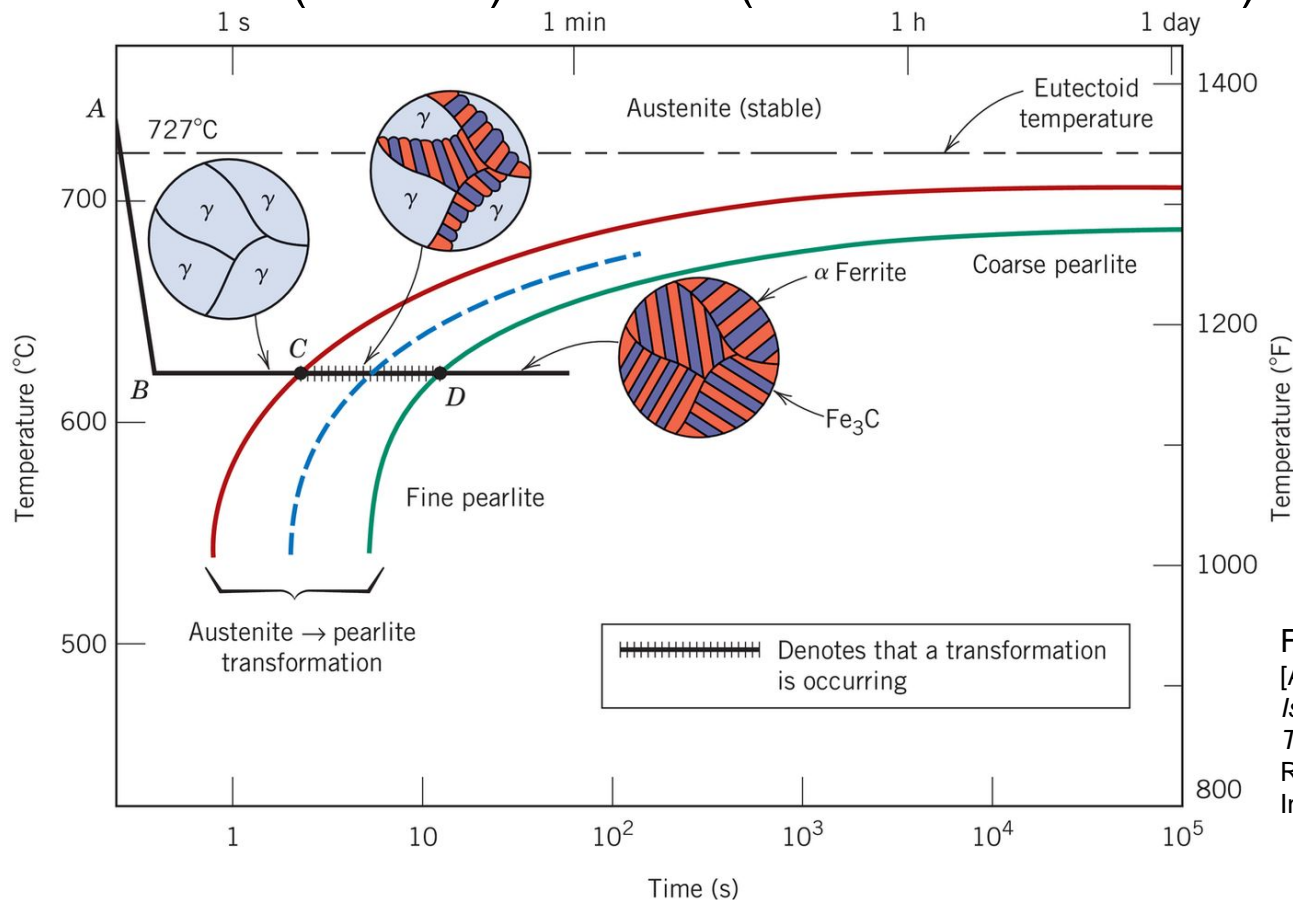 1 s
1 min
1 h
1 day
A
727°C
γ
γ
γ
γ
γ
γ
γ
Austenite (stable)
Eutectoid
temperature
1400
700
α Ferrite
Coarse pearlite
1200
C
B
D
Fe₃C
600
Fine pearlite
Temperature (°C)
Temperature (°F)
1000
Austenite → pearlite
transformation
500
Denotes that a transformation
is occurring
800
1
10
10²
10³
10⁴
10⁵
Time (s)